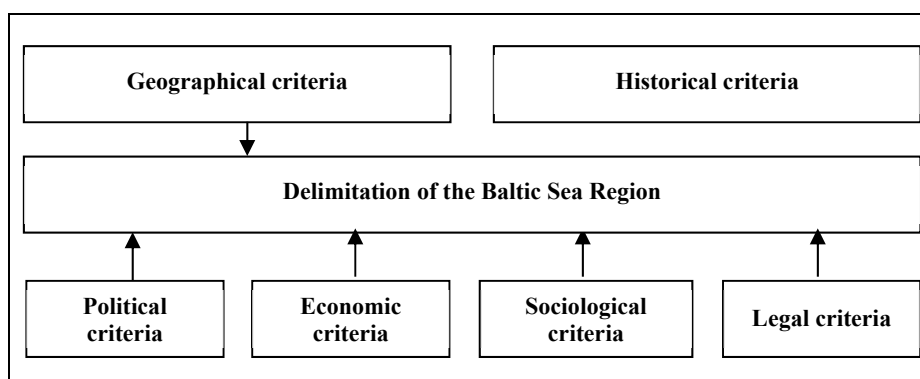 Geographical criteria
Historical criteria
Delimitation of the Baltic Sea Region
Political
criteria
Economic
criteria
Sociological
criteria
Legal criteria